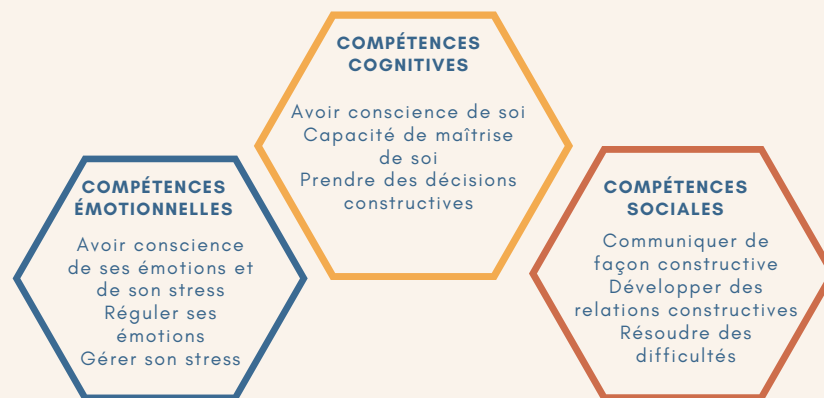 COMPÉTENCES
COGNITIVES
Avoir conscience de soi
Capacité de maîtrise
de soi
Prendre des décisions
constructives
COMPÉTENCES
ÉMOTIONNELLES
Avoir conscience
de ses émotions et
de son stress
Réguler ses
émotions
Gérer son stress
COMPÉTENCES
SOCIALES
Communiquer de
façon constructive
Développer des
relations constructives
Résoudre des
difficultés